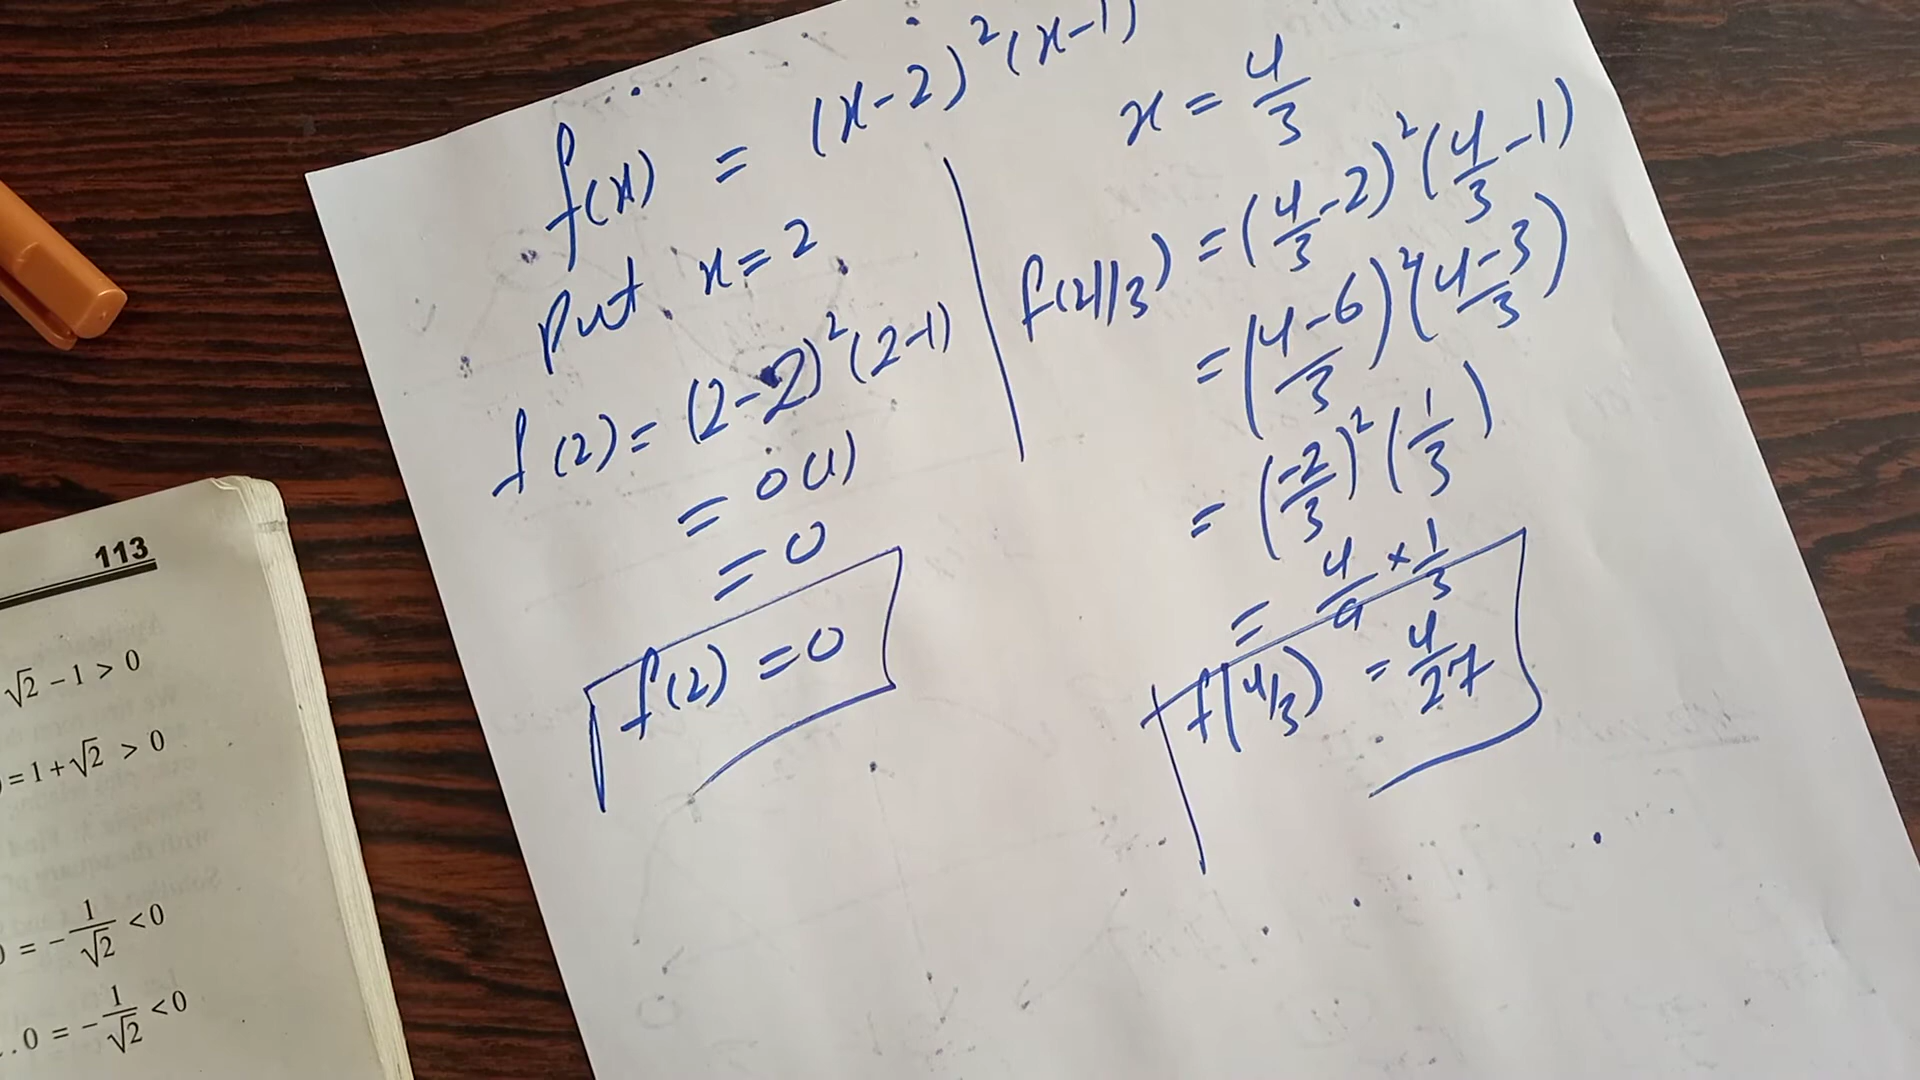 f(x) = (x-2)²(x-1)
put x=2
f(2) = (2-2)²(2-1)
= 0(1)
= 0
f(2) = 0
x = 4/3
f(4/3) = (4/3-2)²(4/3-1)
= (4-6/3)²(4-3/3)
= (-2/3)²(1/3)
= 4/9 × 1/3
f(4/3) = 4/27
113
√2 - 1 > 0
) = 1 + √2 > 0
0 = - 1/√2 < 0
. 0 = - 1/√2 < 0